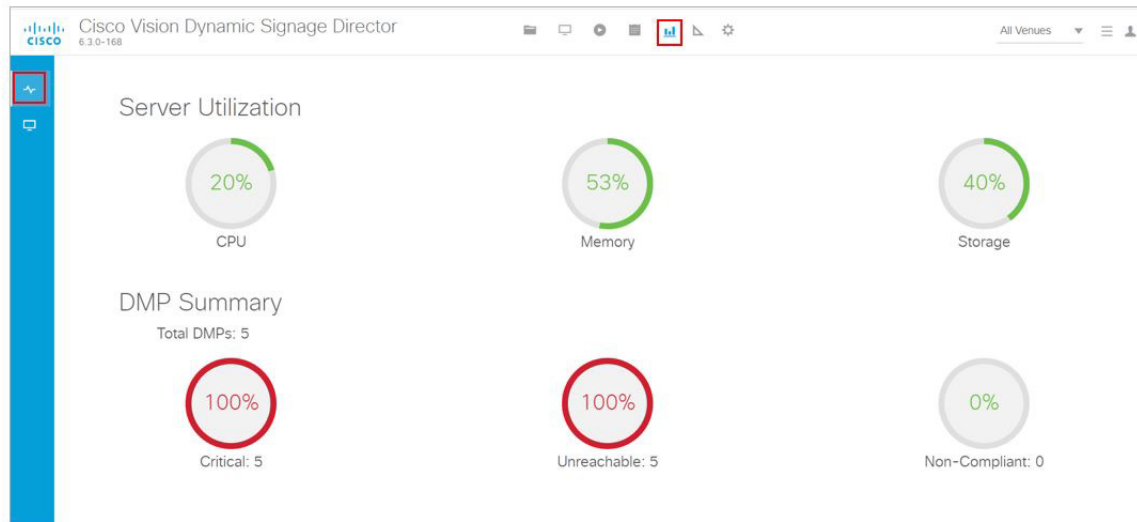 CISCO
Cisco Vision Dynamic Signage Director
6.3.0-168
All Venues
Server Utilization
20%
53%
40%
CPU
Memory
Storage
DMP Summary
Total DMPs: 5
100%
100%
0%
Critical: 5
Unreachable: 5
Non-Compliant: 0